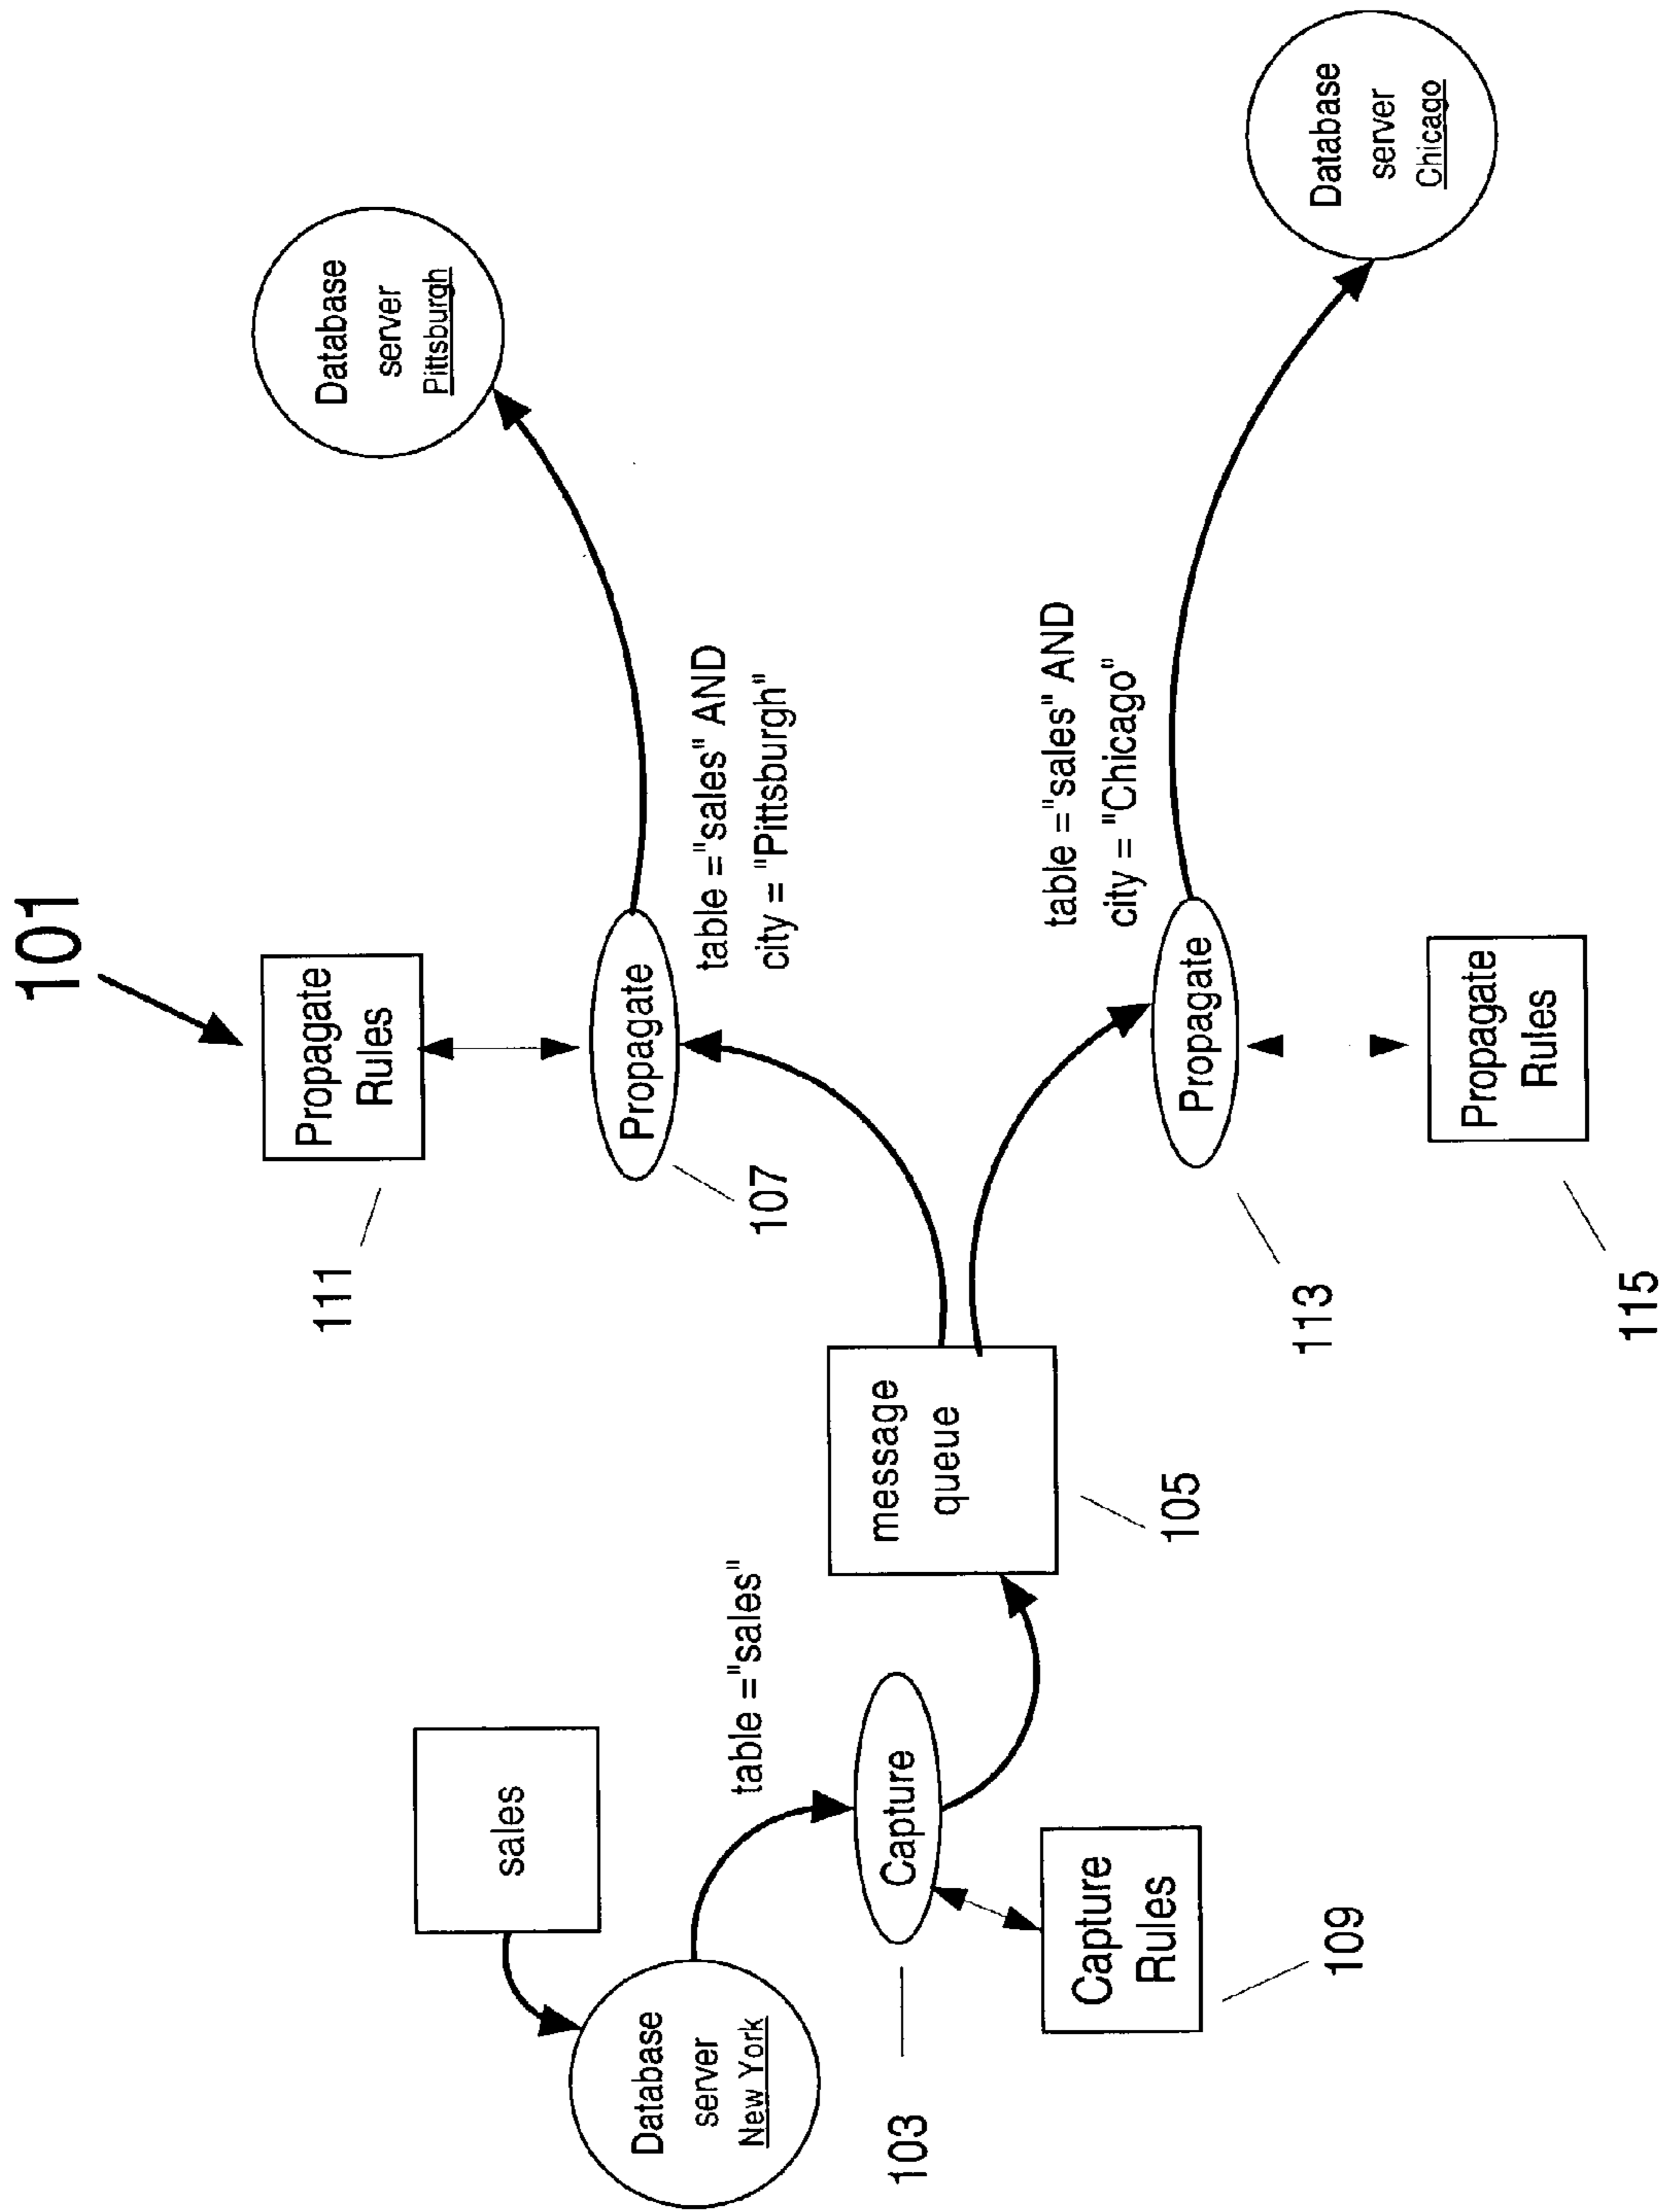 101
Propagate
Rules
111
Database
server
Pittsburgh
Propagate
107
table ="sales" AND
city = "Pittsburgh"
sales
Database
server
New York
table ="sales"
Capture
103
Capture
Rules
109
message
queue
105
table ="sales" AND
city = "Chicago"
Propagate
113
Propagate
Rules
115
Database
server
Chicago